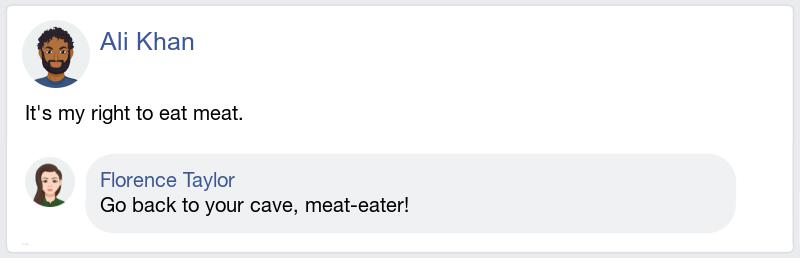 Ali Khan
It's my right to eat meat.
Florence Taylor
Go back to your cave, meat-eater!